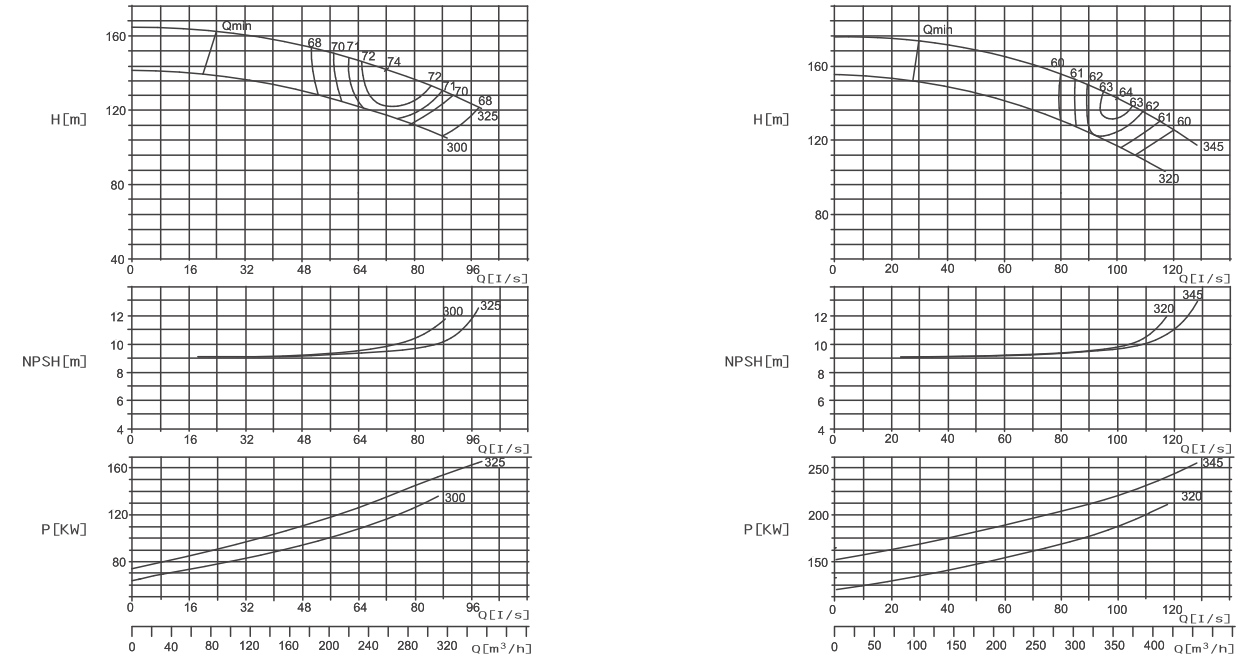 Qmin
160
68 70 71 72 74
72
71
70
68
120
325
H[m]
300
80
40
0 16 32 48 64 80 96
Q[I/s]
300 325
12
10
NPSH[m]
8
6
4
0 16 32 48 64 80 96
Q[I/s]
160
325
300
120
P[KW]
80
0 16 32 48 64 80 96
Q[I/s]
0 40 80 120 160 200 240 280 320 Q[m³/h]
Qmin
160
60 61 62 63 64 63 62 61 60
120
345
H[m]
320
80
0 20 40 60 80 100 120
Q[I/s]
345
320
12
10
NPSH[m]
8
6
4
0 20 40 60 80 100 120
Q[I/s]
250
345
320
200
P[KW]
150
0 20 40 60 80 100 120
Q[I/s]
0 50 100 150 200 250 300 350 400 Q[m³/h]